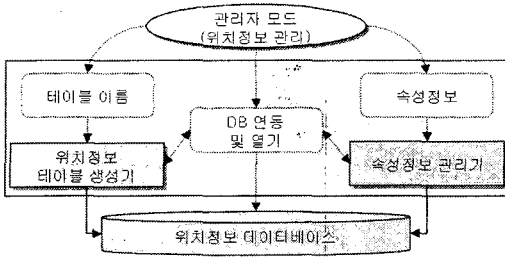 관리자 모드
(위치정보 관리)
테이블 이름
DB 연동
및 열기
속성정보
위치정보
테이블 생성기
속성정보 관리기
위치정보 데이터베이스